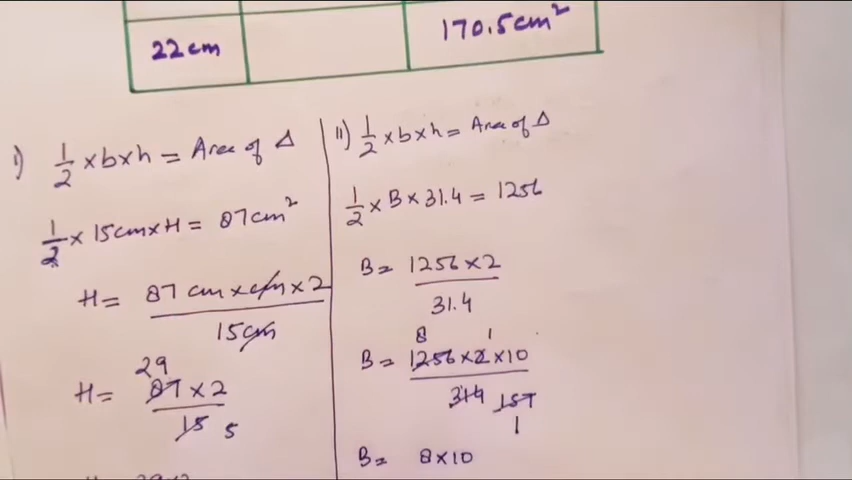 22cm 170.5cm²
i) 1/2 × b × h = Area of Δ
1/2 × 15cm × H = 87cm²
H = 87 cm × cm × 2 / 15cm
29
H = 87 × 2 / 15 5
ii) 1/2 × b × h = Area of Δ
1/2 × B × 31.4 = 1256
B = 1256 × 2 / 31.4
8 1
B = 1256 × 2 × 10 / 314 157
1
B = 8 × 10